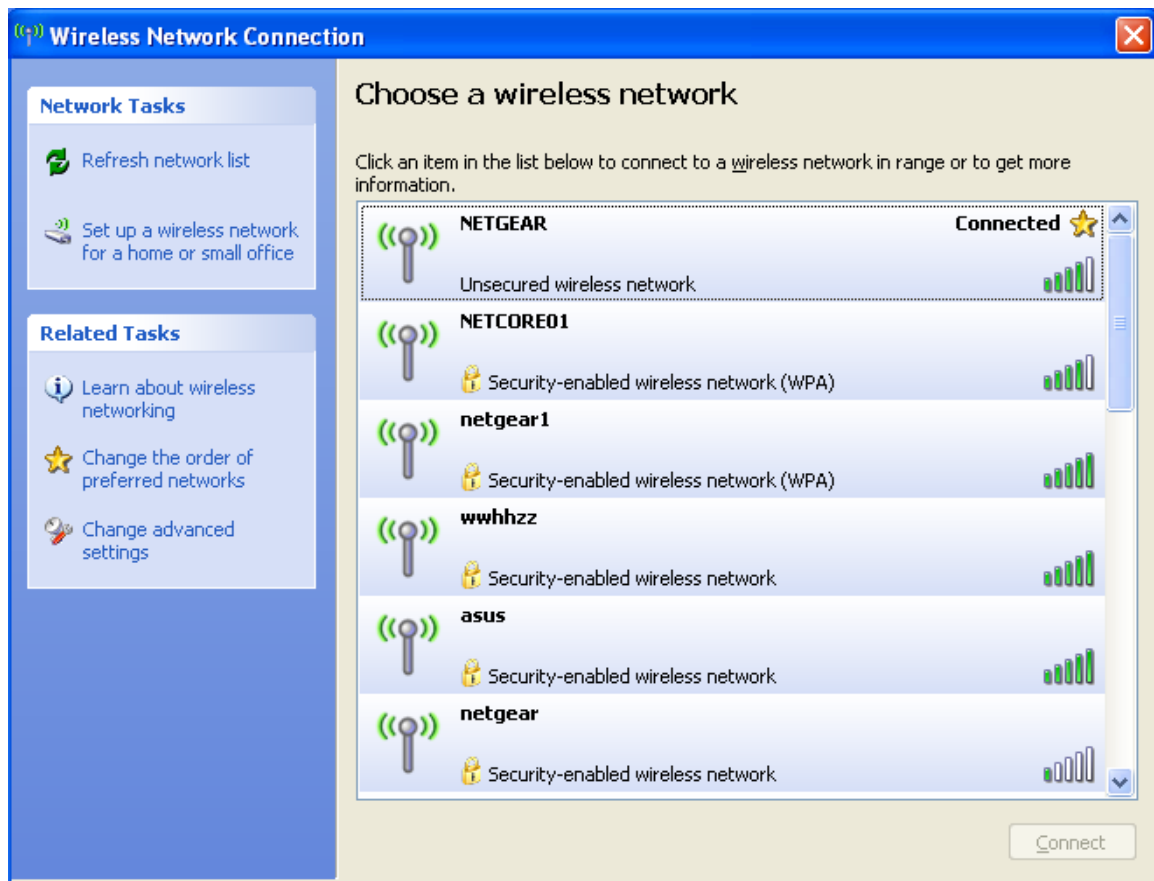 Wireless Network Connection
Network Tasks
Refresh network list
Set up a wireless network
for a home or small office
Related Tasks
Learn about wireless
networking
Change the order of
preferred networks
Change advanced
settings
Choose a wireless network
Click an item in the list below to connect to a wireless network in range or to get more
information.
NETGEAR Connected
Unsecured wireless network
NETCORE01
Security-enabled wireless network (WPA)
netgear1
Security-enabled wireless network (WPA)
wwhhzz
Security-enabled wireless network
asus
Security-enabled wireless network
netgear
Security-enabled wireless network
Connect